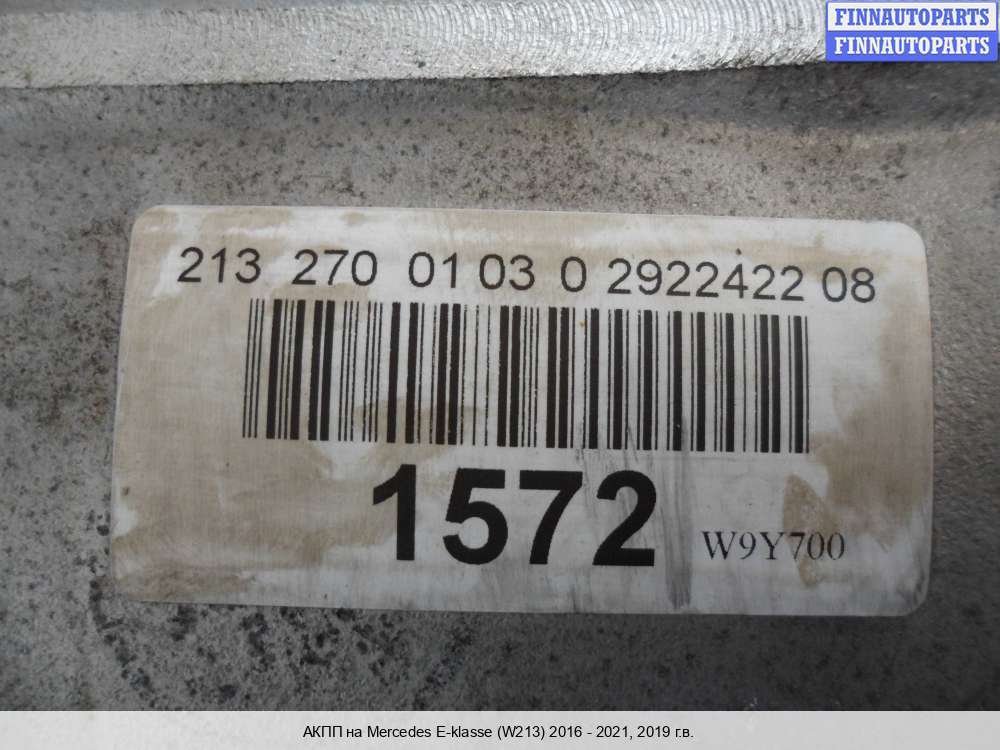 FINNAUTOPARTS
FINNAUTOPARTS
213 270 01 03 0 2922422 08
1572 W9Y700
АКПП на Mercedes E-klasse (W213) 2016 - 2021, 2019 г.в.